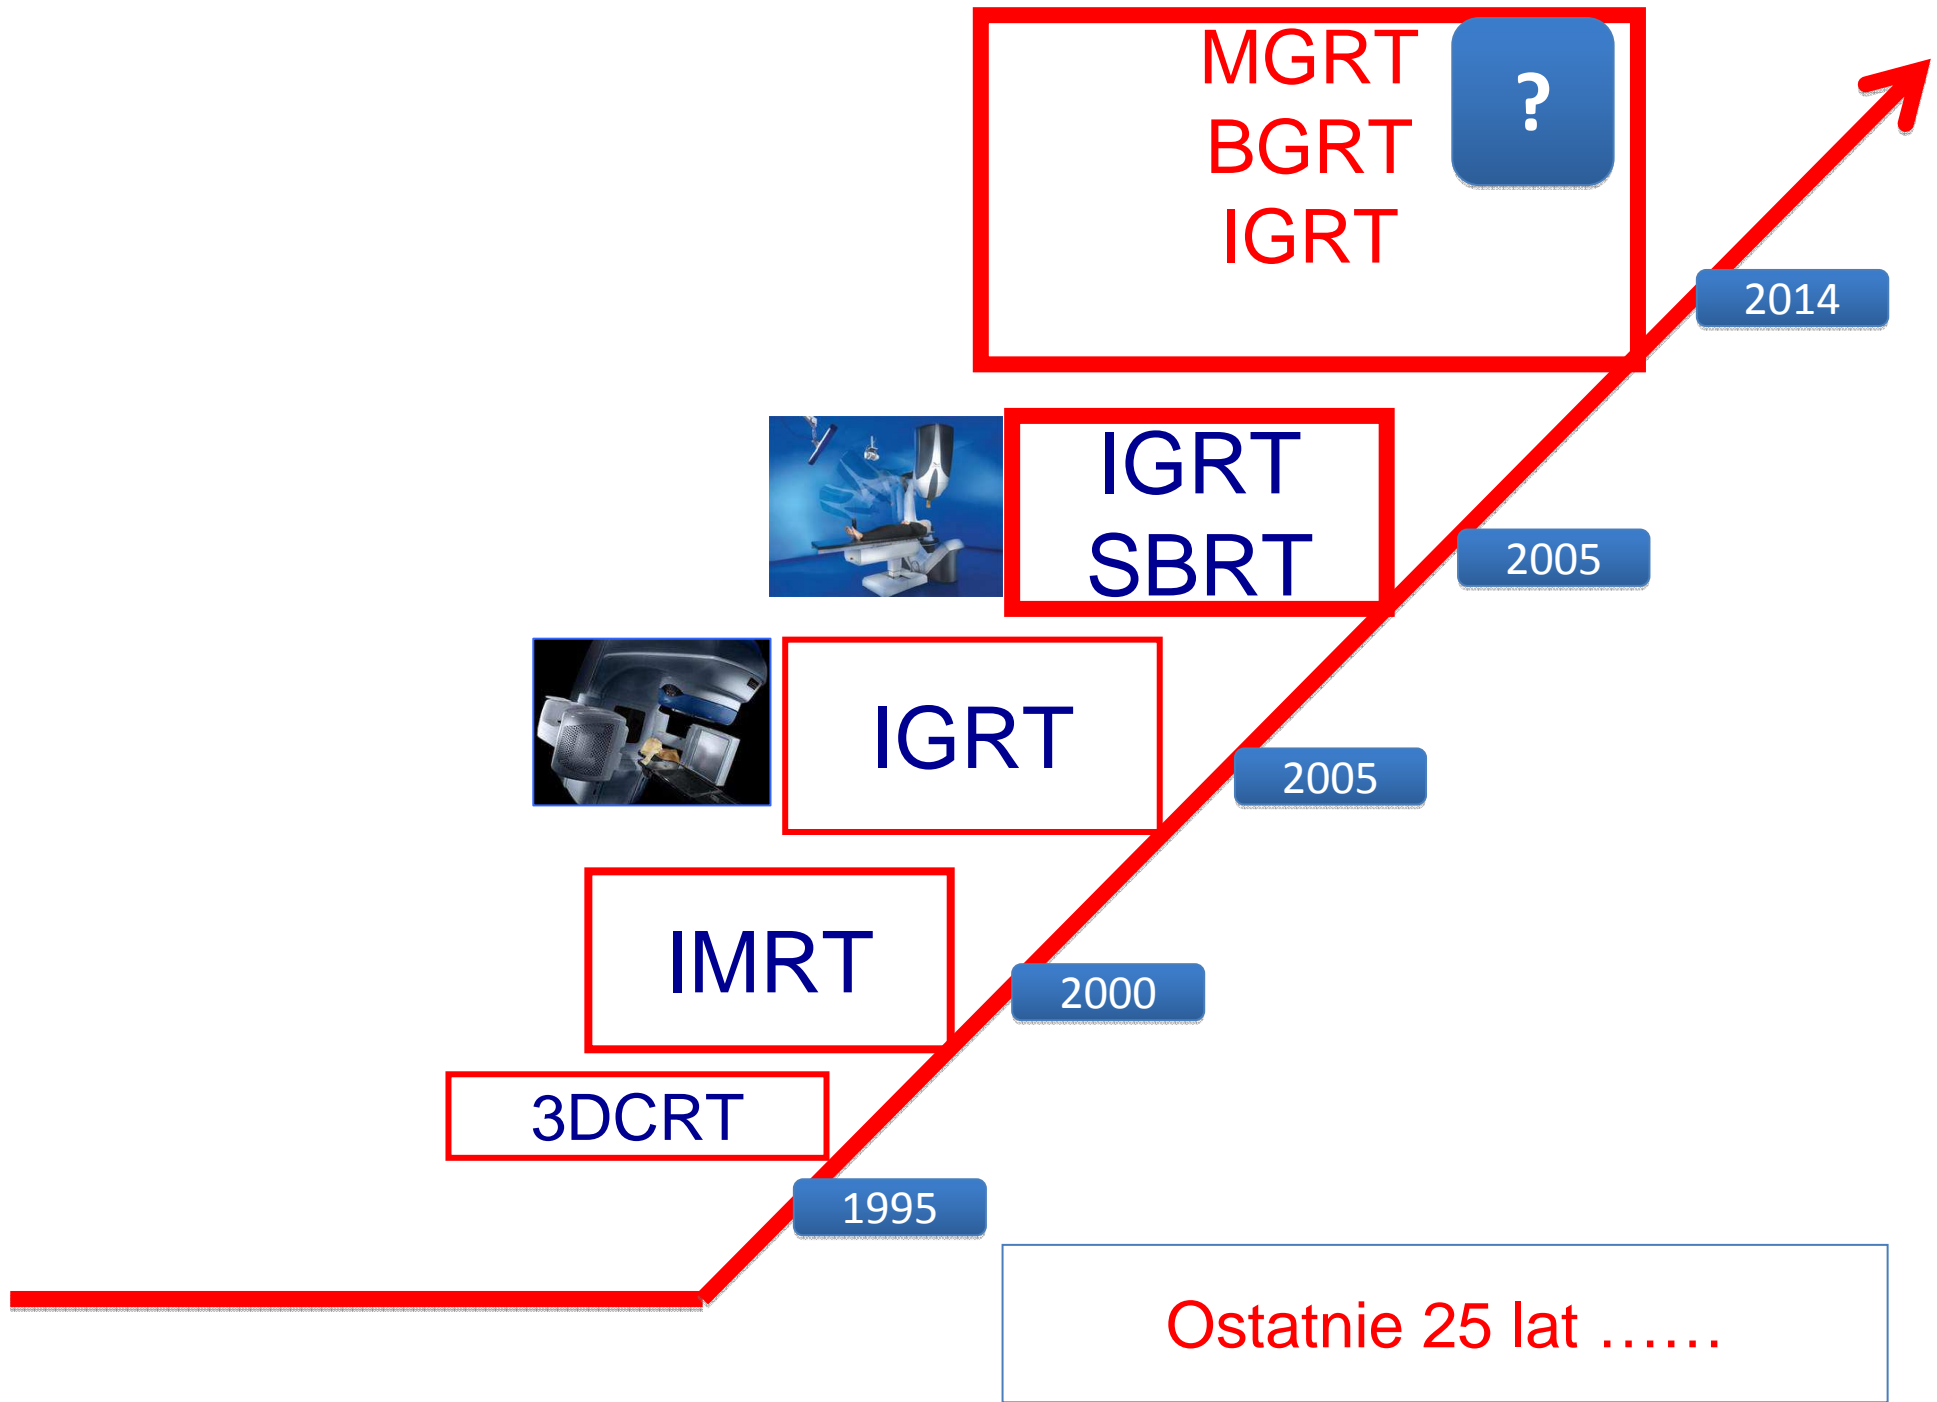 MGRT
?
BGRT
IGRT
2014
IGRT
SBRT
2005
IGRT
2005
IMRT
2000
3DCRT
1995
Ostatnie 25 lat ……